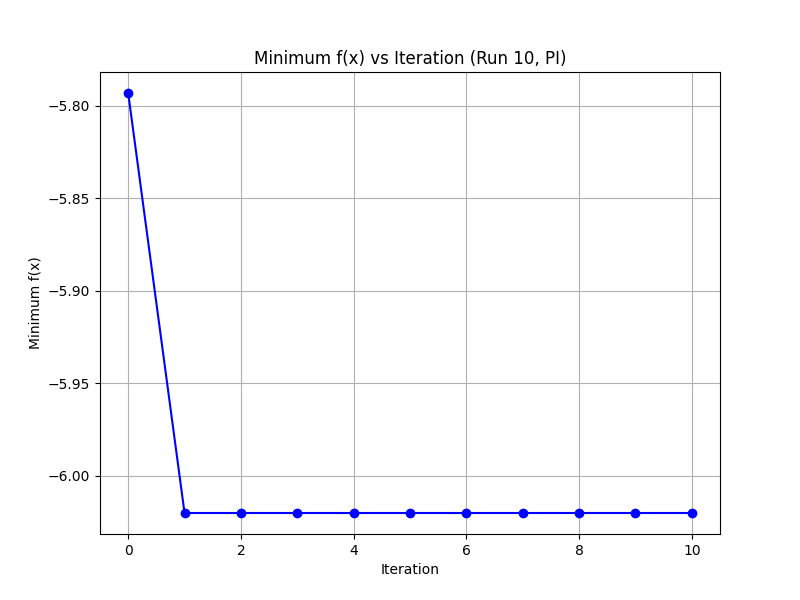 Minimum f(x) vs Iteration (Run 10, PI)
−5.80
−5.85
−5.90
−5.95
−6.00
Minimum f(x)
0 2 4 6 8 10
Iteration